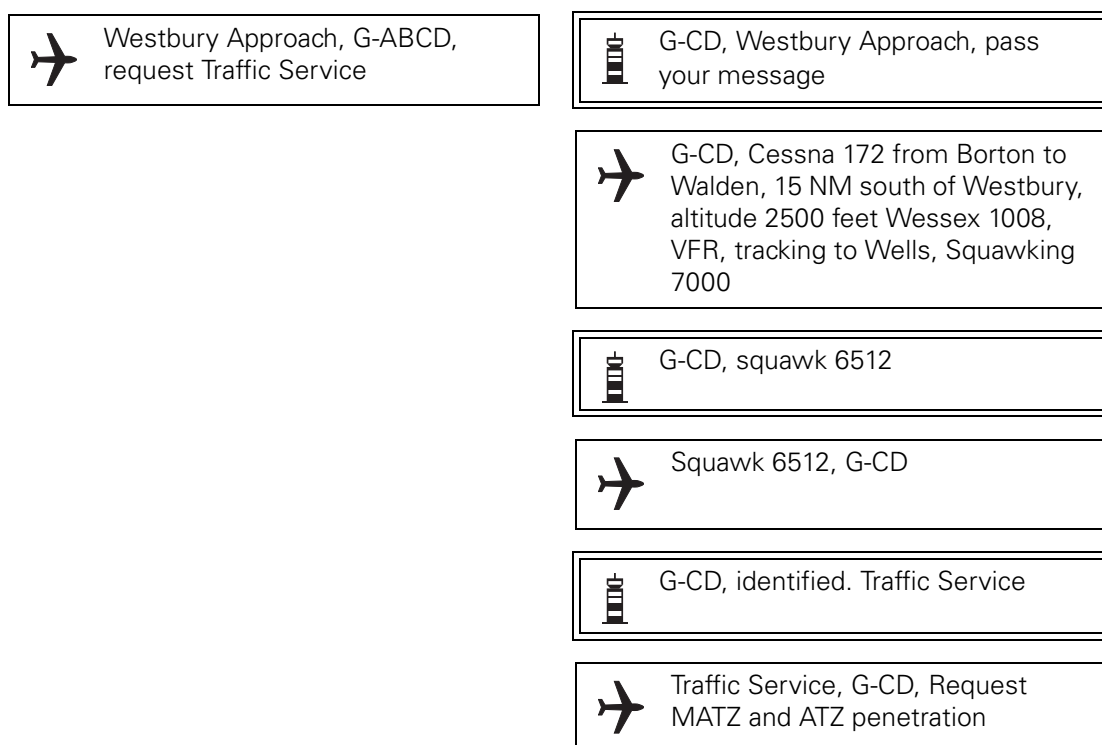 Westbury Approach, G-ABCD,
request Traffic Service
G-CD, Westbury Approach, pass
your message
G-CD, Cessna 172 from Borton to
Walden, 15 NM south of Westbury,
altitude 2500 feet Wessex 1008,
VFR, tracking to Wells, Squawking
7000
G-CD, squawk 6512
Squawk 6512, G-CD
G-CD, identified. Traffic Service
Traffic Service, G-CD, Request
MATZ and ATZ penetration